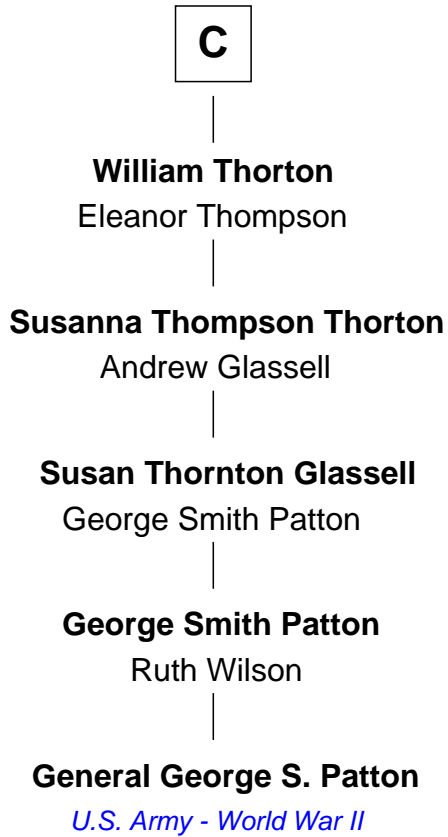 C
William Thorton
Eleanor Thompson
Susanna Thompson Thorton
Andrew Glassell
Susan Thornton Glassell
George Smith Patton
George Smith Patton
Ruth Wilson
General George S. Patton
U.S. Army - World War II